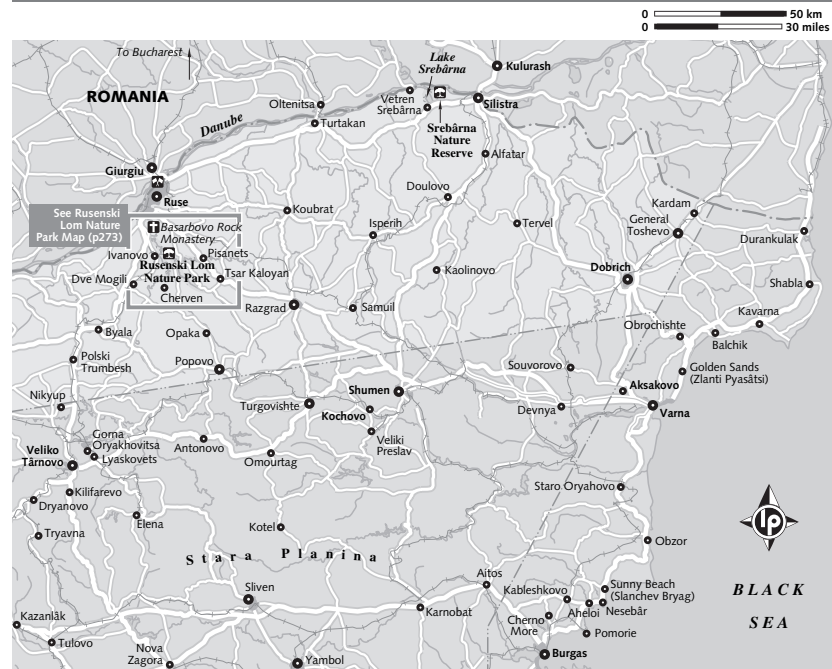 0 50 km
0 30 miles
To Bucharest
Lake
Srebârna
Kulurash
ROMANIA
Oltenitsa
Vetren
Srebârna
Silistra
Danube
Turtakan
Srebârna
Nature
Reserve
Alfatar
Giurgiu
Doulovo
Ruse
Koubrat
Kardam
See Rusenski
Lom Nature
Park Map (p273)
Basarbovo Rock
Monastery
Isperih
Tervel
General
Toshevo
Durankulak
Ivanovo
Pisanets
Rusenski Lom
Nature Park
Tsar Kaloyan
Kaolinovo
Dobrich
Dve Mogili
Cherven
Shabla
Razgrad
Samuil
Kavarna
Byala
Opaka
Obrochishte
Balchik
Polski
Trumbesh
Popovo
Souvorovo
Golden Sands
(Zlanti Pyasâtsi)
Nikyup
Shumen
Aksakovo
Turgovishte
Kochovo
Devnya
Varna
Veliki
Preslav
Gorna
Oryakhovitsa
Veliko
Târnovo
Lyaskovets
Antonovo
Omourtag
Kilifarevo
Staro Oryahovo
Dryanovo
Elena
lp
Tryavna
Kotel
Obzor
Stara Planina
Aitos
Sunny Beach
(Slanchev Bryag)
BLACK
SEA
Kableshkovo
Sliven
Nesebâr
Aheloi
Kazanlâk
Karnobat
Cherno
More
Pomorie
Tulovo
Nova
Zagora
Yambol
Burgas